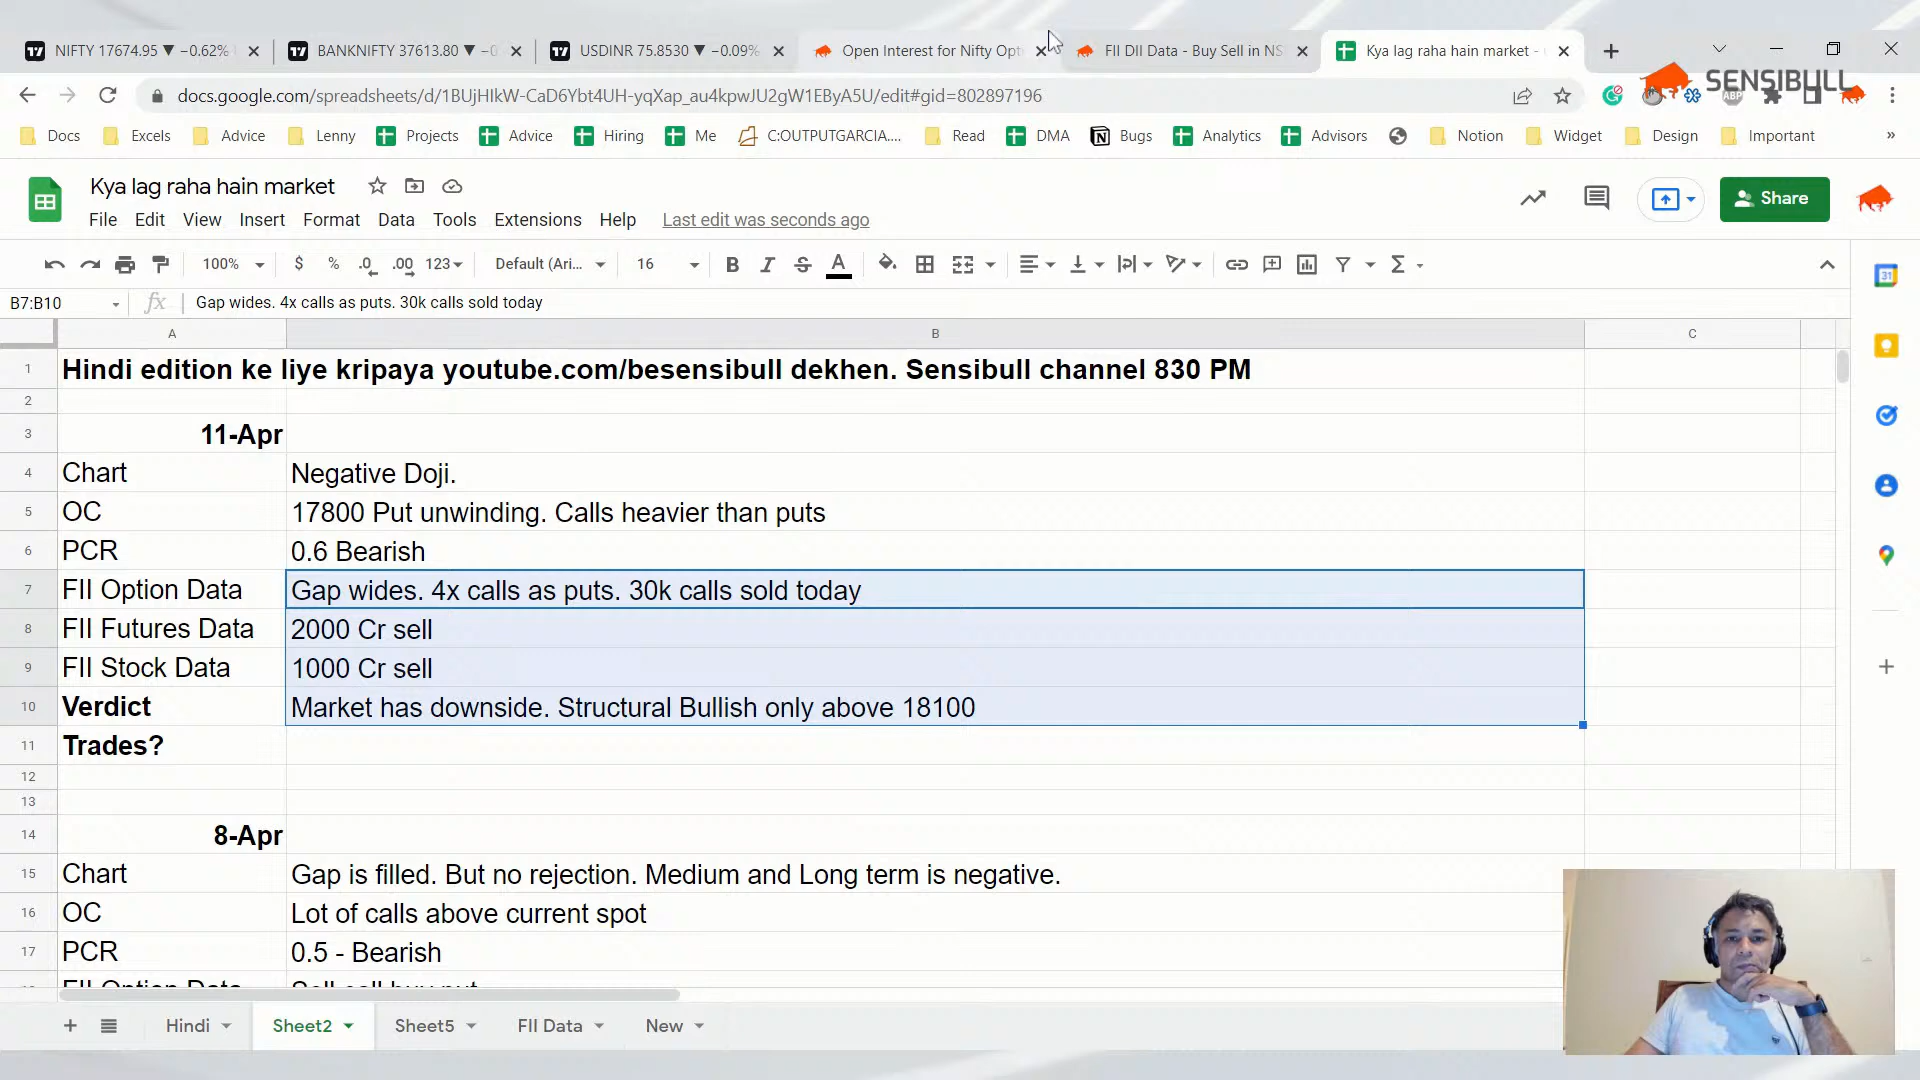 NIFTY 17674.95 ▼ −0.62%
BANKNIFTY 37613.80 ▼ −0
USDINR 75.8530 ▼ −0.09%
Open Interest for Nifty Opt
FII DII Data - Buy Sell in NS
Kya lag raha hain market -
docs.google.com/spreadsheets/d/1BUjHIkW-CaD6Ybt4UH-yqXap_au4kpwJU2gW1EByA5U/edit#gid=802897196
SENSIBULL
Docs Excels Advice Lenny Projects Advice Hiring Me C:OUTPUTGARCIA.... Read DMA Bugs Analytics Advisors Notion Widget Design Important »
Kya lag raha hain market
File Edit View Insert Format Data Tools Extensions Help Last edit was seconds ago
Share
100% $ % .0 .00 123 Default (Ari... 16 B I S A Σ
31
B7:B10 fx Gap wides. 4x calls as puts. 30k calls sold today
A B C
1 Hindi edition ke liye kripaya youtube.com/besensibull dekhen. Sensibull channel 830 PM
2
3 11-Apr
4 Chart Negative Doji.
5 OC 17800 Put unwinding. Calls heavier than puts
6 PCR 0.6 Bearish
7 FII Option Data Gap wides. 4x calls as puts. 30k calls sold today
8 FII Futures Data 2000 Cr sell
9 FII Stock Data 1000 Cr sell
10 Verdict Market has downside. Structural Bullish only above 18100
11 Trades?
12
13
14 8-Apr
15 Chart Gap is filled. But no rejection. Medium and Long term is negative.
16 OC Lot of calls above current spot
17 PCR 0.5 - Bearish
FII Option Data Sell call buy put
Hindi Sheet2 Sheet5 FII Data New